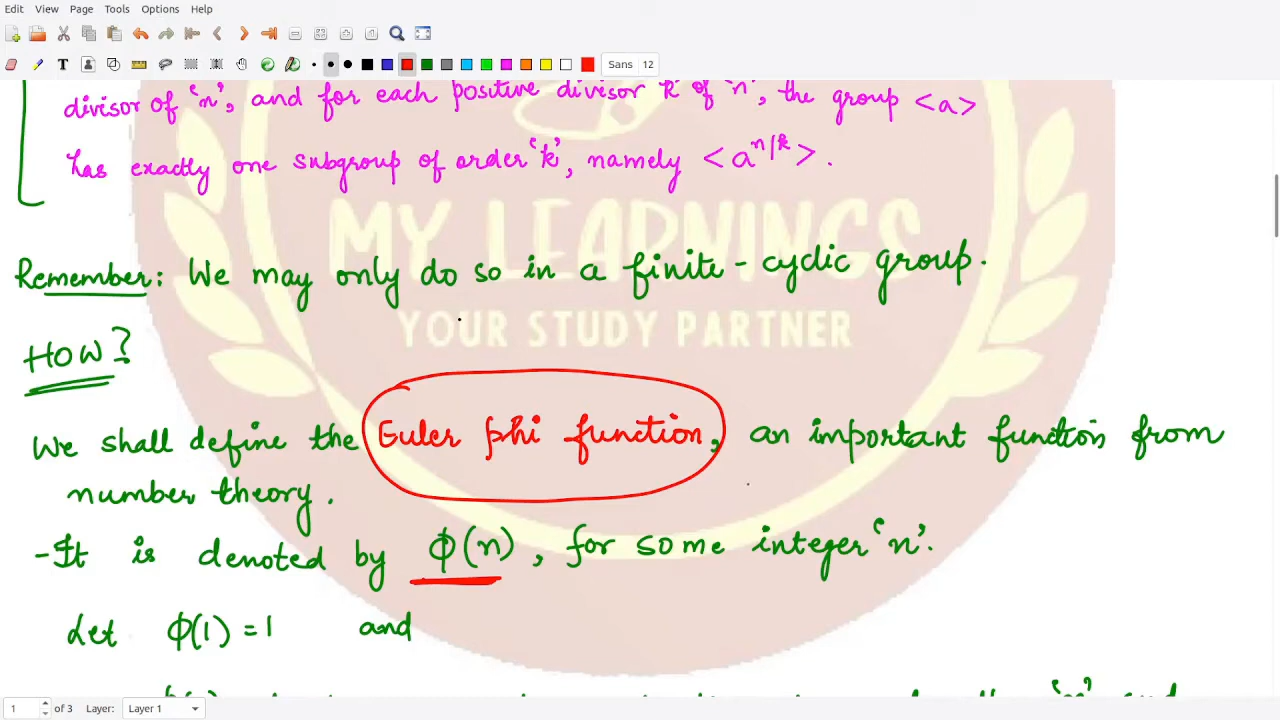 Edit View Page Tools Options Help
Sans 12
divisor of 'n', and for each positive divisor k of 'n', the group <a>
has exactly one subgroup of order 'k', namely <a^{n/k}>.
MY LEARNINGS
Remember: We may only do so in a finite - cyclic group.
YOUR STUDY PARTNER
HOW?
We shall define the Euler phi function, an important function from
number theory.
- It is denoted by ϕ(n), for some integer 'n'.
Let ϕ(1) = 1 and
1 of 3 Layer: Layer 1